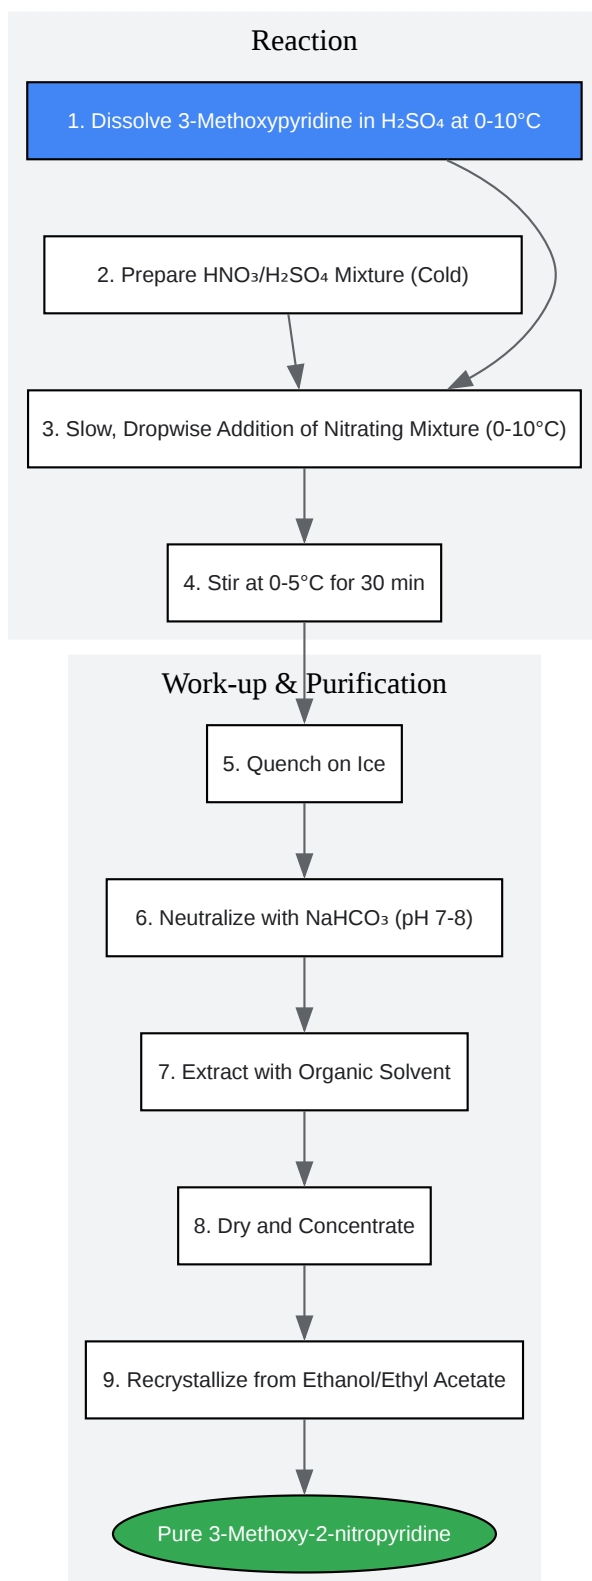 Reaction
1. Dissolve 3-Methoxypyridine in H₂SO₄ at 0-10°C
2. Prepare HNO₃/H₂SO₄ Mixture (Cold)
3. Slow, Dropwise Addition of Nitrating Mixture (0-10°C)
4. Stir at 0-5°C for 30 min
Work-up & Purification
5. Quench on Ice
6. Neutralize with NaHCO₃ (pH 7-8)
7. Extract with Organic Solvent
8. Dry and Concentrate
9. Recrystallize from Ethanol/Ethyl Acetate
Pure 3-Methoxy-2-nitropyridine